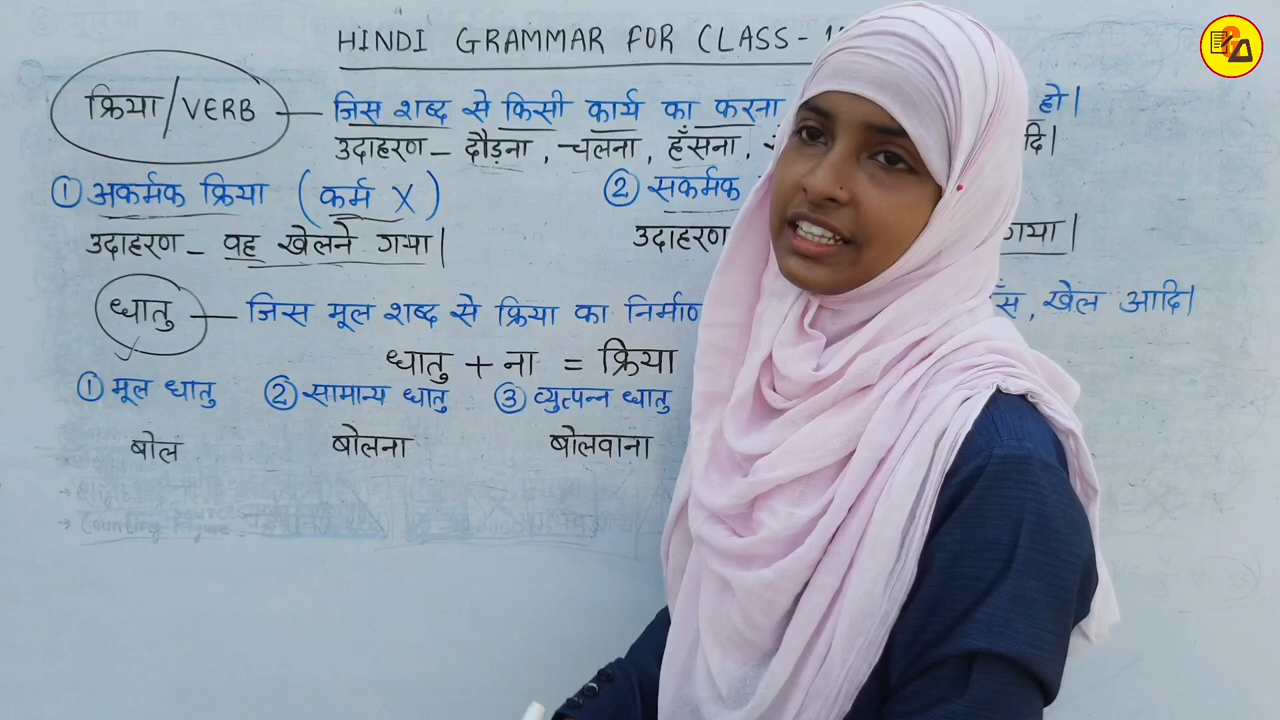 HINDI GRAMMAR FOR CLASS-
क्रिया/VERB — जिस शब्द से किसी कार्य का करना हो।
उदाहरण – दौड़ना, चलना, हँसना,
① अकर्मक क्रिया (कर्म X) ② सकर्मक
उदाहरण – वह खेलने गया। उदाहरण गया।
धातु — जिस मूल शब्द से क्रिया का निर्माण खेल आदि।
धातु + ना = क्रिया
① मूल धातु ② सामान्य धातु ③ व्युत्पन्न धातु
बोल बोलना बोलवाना